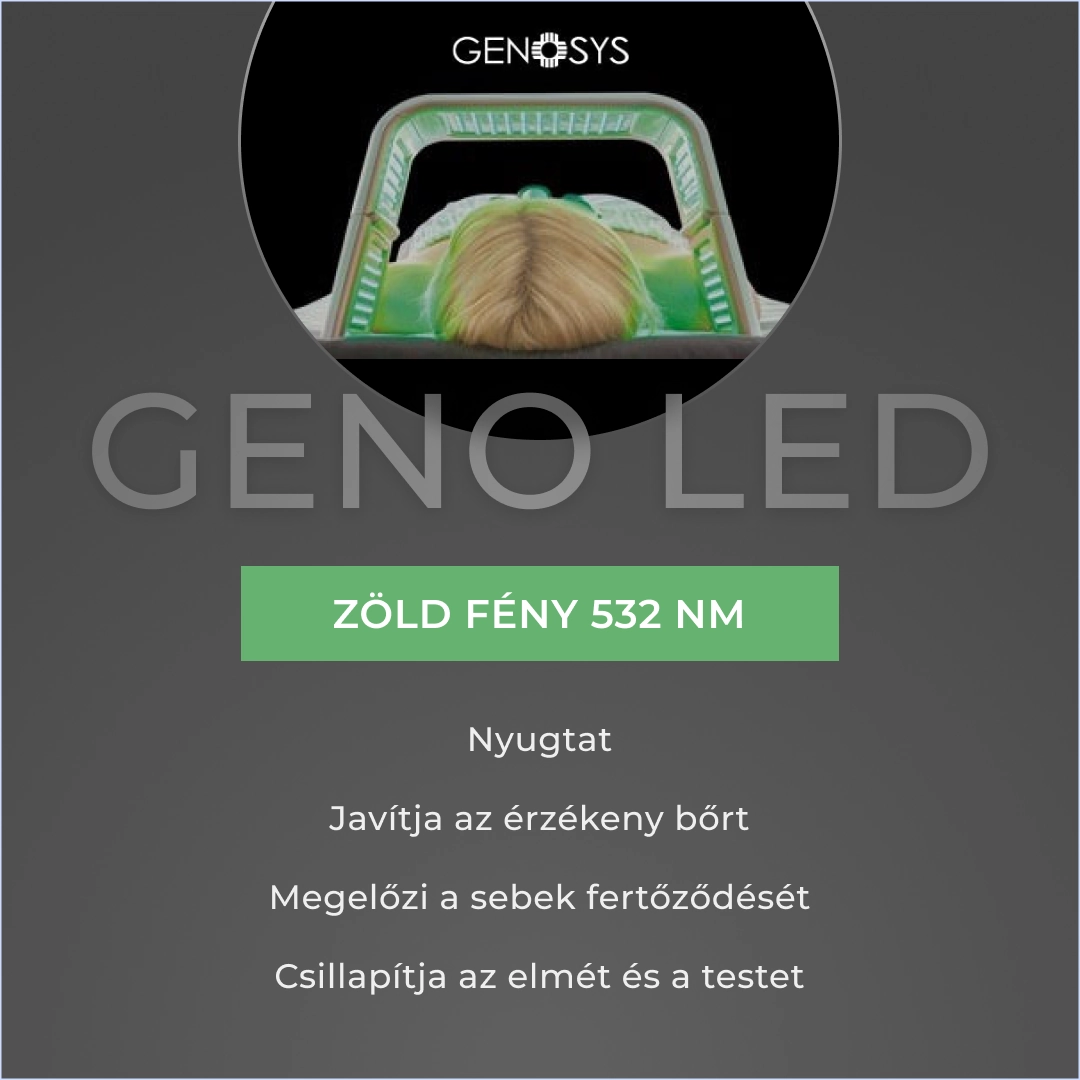 GENOSYS
GENO LED
ZÖLD FÉNY 532 NM
Nyugtat
Javítja az érzékeny bőrt
Megelőzi a sebek fertőződését
Csillapítja az elmét és a testet